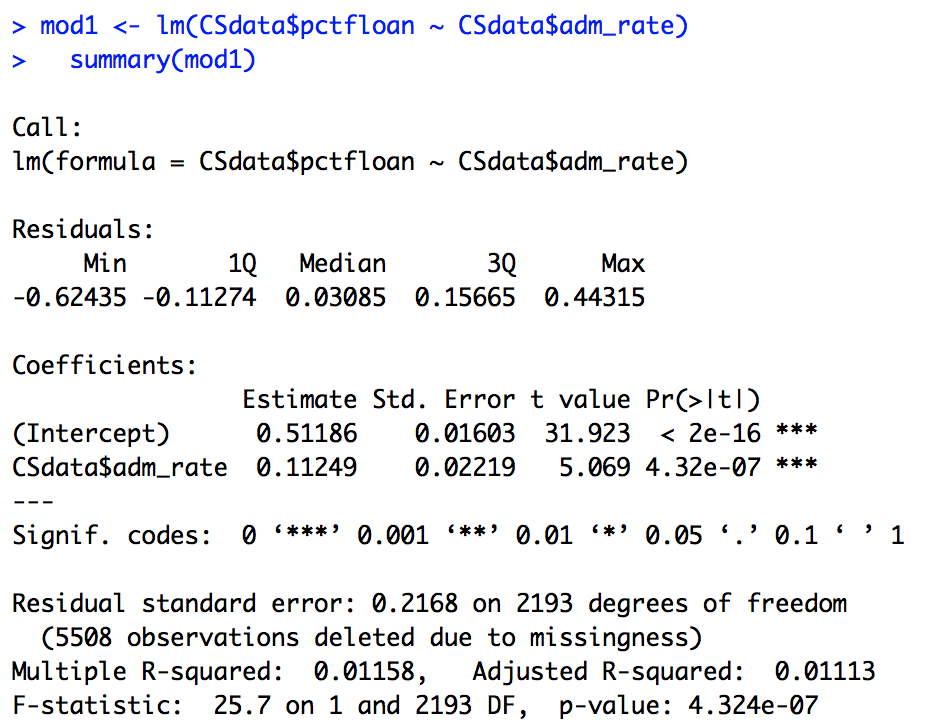 > mod1 <- lm(CSdata$pctfloan ~ CSdata$adm_rate)
>   summary(mod1)
Call:
lm(formula = CSdata$pctfloan ~ CSdata$adm_rate)
Residuals:
     Min       1Q   Median       3Q      Max
-0.62435 -0.11274  0.03085  0.15665  0.44315
Coefficients:
                Estimate Std. Error t value Pr(>|t|)
(Intercept)      0.51186    0.01603  31.923  < 2e-16 ***
CSdata$adm_rate  0.11249    0.02219   5.069 4.32e-07 ***
---
Signif. codes:  0 ‘***’ 0.001 ‘**’ 0.01 ‘*’ 0.05 ‘.’ 0.1 ‘ ’ 1
Residual standard error: 0.2168 on 2193 degrees of freedom
  (5508 observations deleted due to missingness)
Multiple R-squared:  0.01158,	Adjusted R-squared:  0.01113
F-statistic:  25.7 on 1 and 2193 DF,  p-value: 4.324e-07